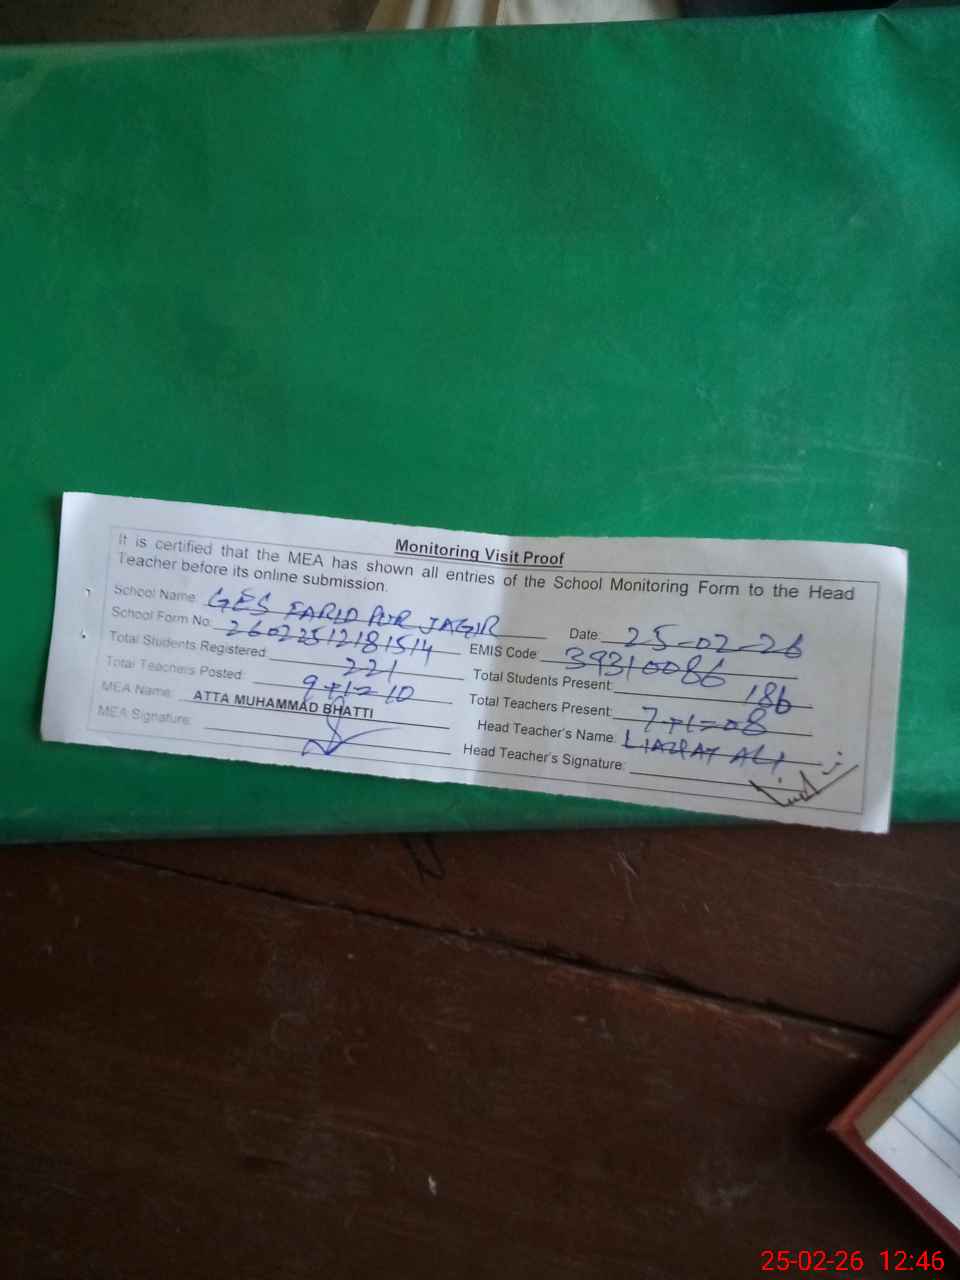 Monitoring Visit Proof
It is certified that the MEA has shown all entries of the School Monitoring Form to the Head
Teacher before its online submission.
School Name: GES FARID PUR JAGIR Date: 25-02-26
School Form No: 26022512181514 EMIS Code: 39310086
Total Students Registered: 221 Total Students Present: 186
Total Teachers Posted: 9+1=10 Total Teachers Present: 7+1=08
MEA Name: ATTA MUHAMMAD BHATTI Head Teacher's Name: LIAQAT ALI
MEA Signature: Head Teacher's Signature:
25-02-26 12:46